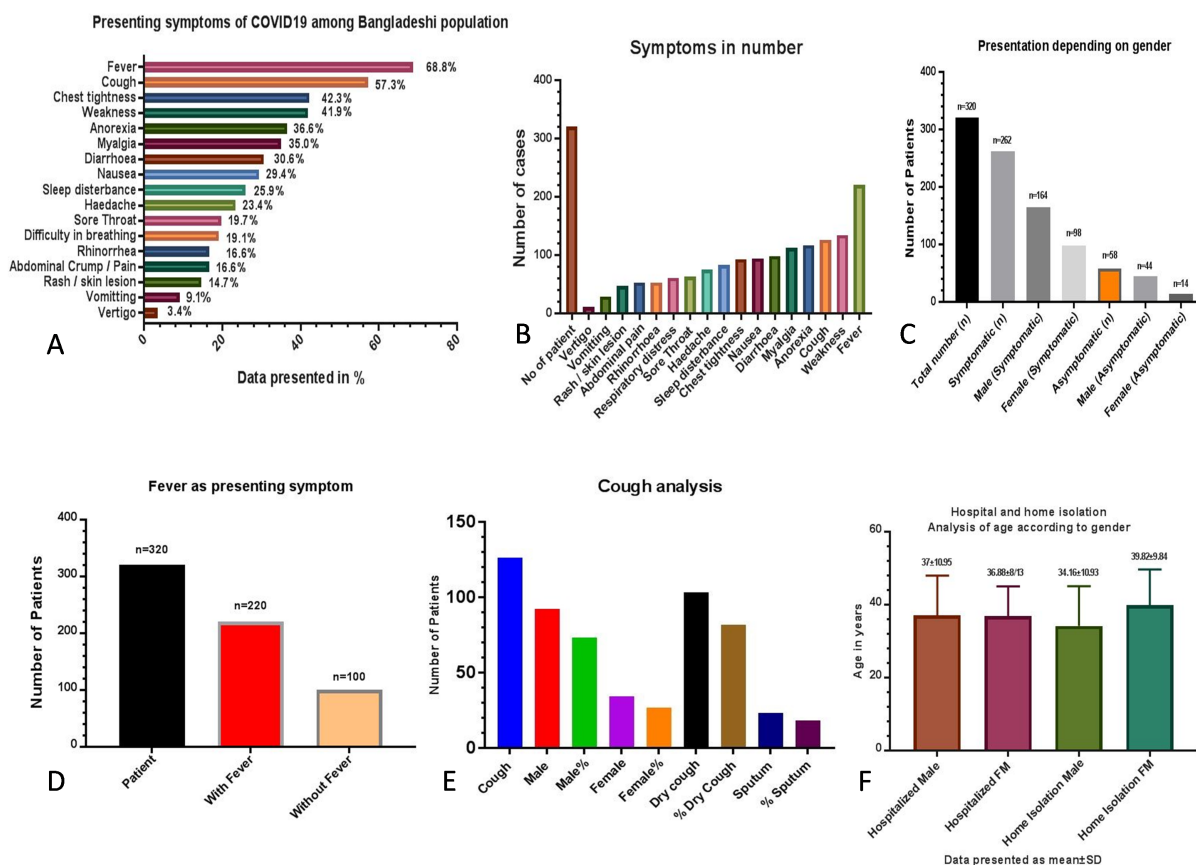 Presenting symptoms of COVID19 among Bangladeshi population
Fever 68.8%
Cough 57.3%
Chest tightness 42.3%
Weakness 41.9%
Anorexia 36.6%
Myalgia 35.0%
Diarrhoea 30.6%
Nausea 29.4%
Sleep disterbance 25.9%
Haedache 23.4%
Sore Throat 19.7%
Difficulty in breathing 19.1%
Rhinorrhea 16.6%
Abdominal Crump / Pain 16.6%
Rash / skin lesion 14.7%
Vomitting 9.1%
Vertigo 3.4%
0 20 40 60 80
Data presented in %
A
Symptoms in number
Number of cases
400
300
200
100
0
No of patient
Vertigo
Vomitting
Rash / skin lesion
Abdominal pain
Rhinorrhoea
Respiratory distress
Sore Throat
Haedache
Sleep disterbance
Chest tightness
Nausea
Diarrhoea
Myalgia
Anorexia
Cough
Weakness
Fever
B
Presentation depending on gender
Number of Patients
400
300
200
100
0
n=320
n=262
n=164
n=98
n=58
n=44
n=14
Total number (n)
Symptomatic (n)
Male (Symptomatic)
Female (Symptomatic)
Asymptomatic (n)
Male (Asymptomatic)
Female (Asymptomatic)
C
Fever as presenting symptom
Number of Patients
400
300
200
100
0
n=320
n=220
n=100
Patient
With Fever
Without Fever
D
Cough analysis
Number of Patients
150
100
50
0
Cough
Male
Male%
Female
Female%
Dry cough
% Dry Cough
Sputum
% Sputum
E
Hospital and home isolation
Analysis of age according to gender
Age in years
60
40
20
0
37±10.95
36.88±8/13
34.16±10.93
39.82±9.84
Hospitalized Male
Hospitalized FM
Home Isolation Male
Home Isolation FM
F
Data presented as mean±SD